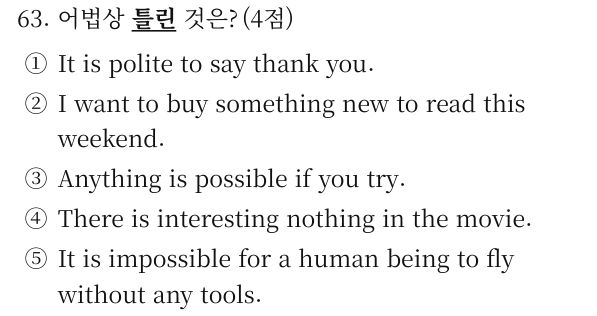 63. 어법상 틀린 것은? (4점)
① It is polite to say thank you.
② I want to buy something new to read this
weekend.
③ Anything is possible if you try.
④ There is interesting nothing in the movie.
⑤ It is impossible for a human being to fly
without any tools.